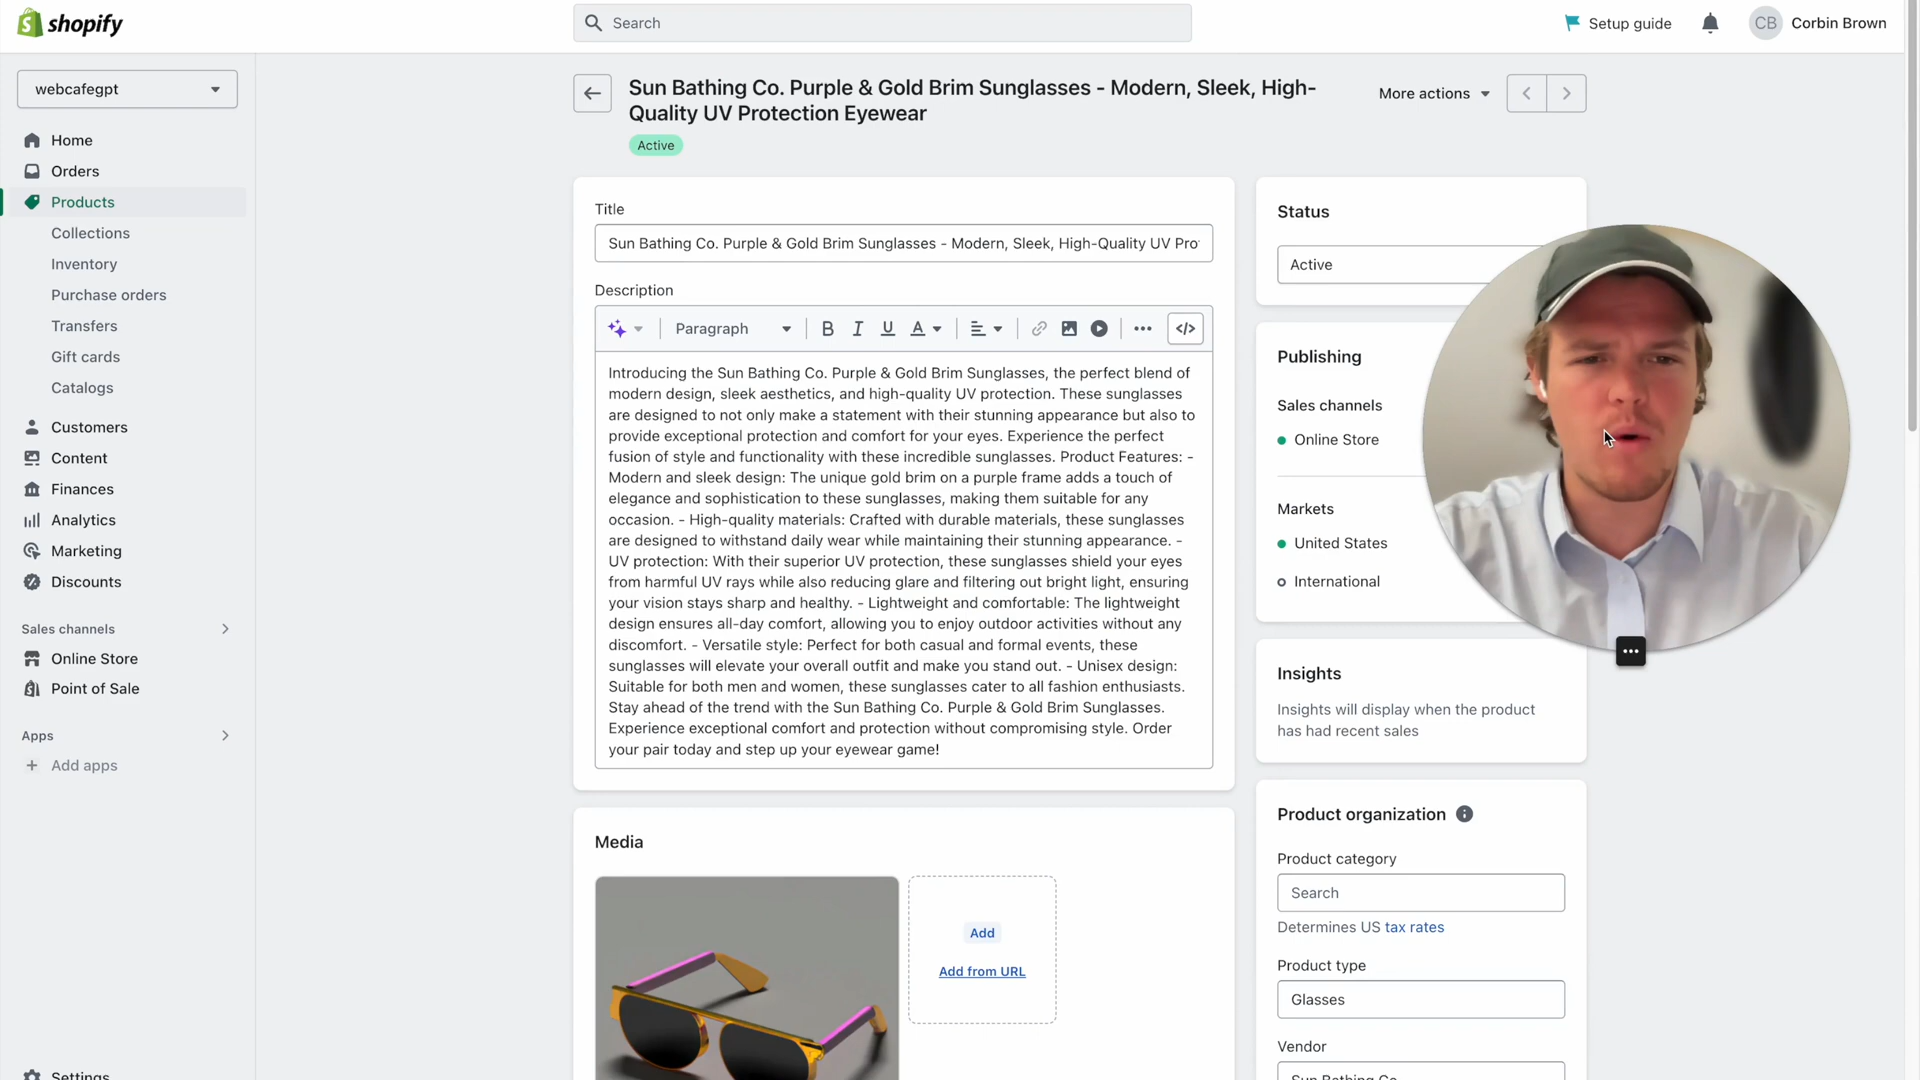 shopify
Search
Setup guide
CB
Corbin Brown
webcafegpt
Home
Orders
Products
Collections
Inventory
Purchase orders
Transfers
Gift cards
Catalogs
Customers
Content
Finances
Analytics
Marketing
Discounts
Sales channels
Online Store
Point of Sale
Apps
Add apps
Settings
Sun Bathing Co. Purple & Gold Brim Sunglasses - Modern, Sleek, High-
Quality UV Protection Eyewear
Active
More actions
Title
Sun Bathing Co. Purple & Gold Brim Sunglasses - Modern, Sleek, High-Quality UV Pro
Description
Paragraph
B I U A
</>
Introducing the Sun Bathing Co. Purple & Gold Brim Sunglasses, the perfect blend of
modern design, sleek aesthetics, and high-quality UV protection. These sunglasses
are designed to not only make a statement with their stunning appearance but also to
provide exceptional protection and comfort for your eyes. Experience the perfect
fusion of style and functionality with these incredible sunglasses. Product Features: -
Modern and sleek design: The unique gold brim on a purple frame adds a touch of
elegance and sophistication to these sunglasses, making them suitable for any
occasion. - High-quality materials: Crafted with durable materials, these sunglasses
are designed to withstand daily wear while maintaining their stunning appearance. -
UV protection: With their superior UV protection, these sunglasses shield your eyes
from harmful UV rays while also reducing glare and filtering out bright light, ensuring
your vision stays sharp and healthy. - Lightweight and comfortable: The lightweight
design ensures all-day comfort, allowing you to enjoy outdoor activities without any
discomfort. - Versatile style: Perfect for both casual and formal events, these
sunglasses will elevate your overall outfit and make you stand out. - Unisex design:
Suitable for both men and women, these sunglasses cater to all fashion enthusiasts.
Stay ahead of the trend with the Sun Bathing Co. Purple & Gold Brim Sunglasses.
Experience exceptional comfort and protection without compromising style. Order
your pair today and step up your eyewear game!
Media
Add
Add from URL
Status
Active
Publishing
Sales channels
Online Store
Markets
United States
International
Insights
Insights will display when the product
has had recent sales
Product organization
Product category
Search
Determines US tax rates
Product type
Glasses
Vendor
Sun Bathing Co